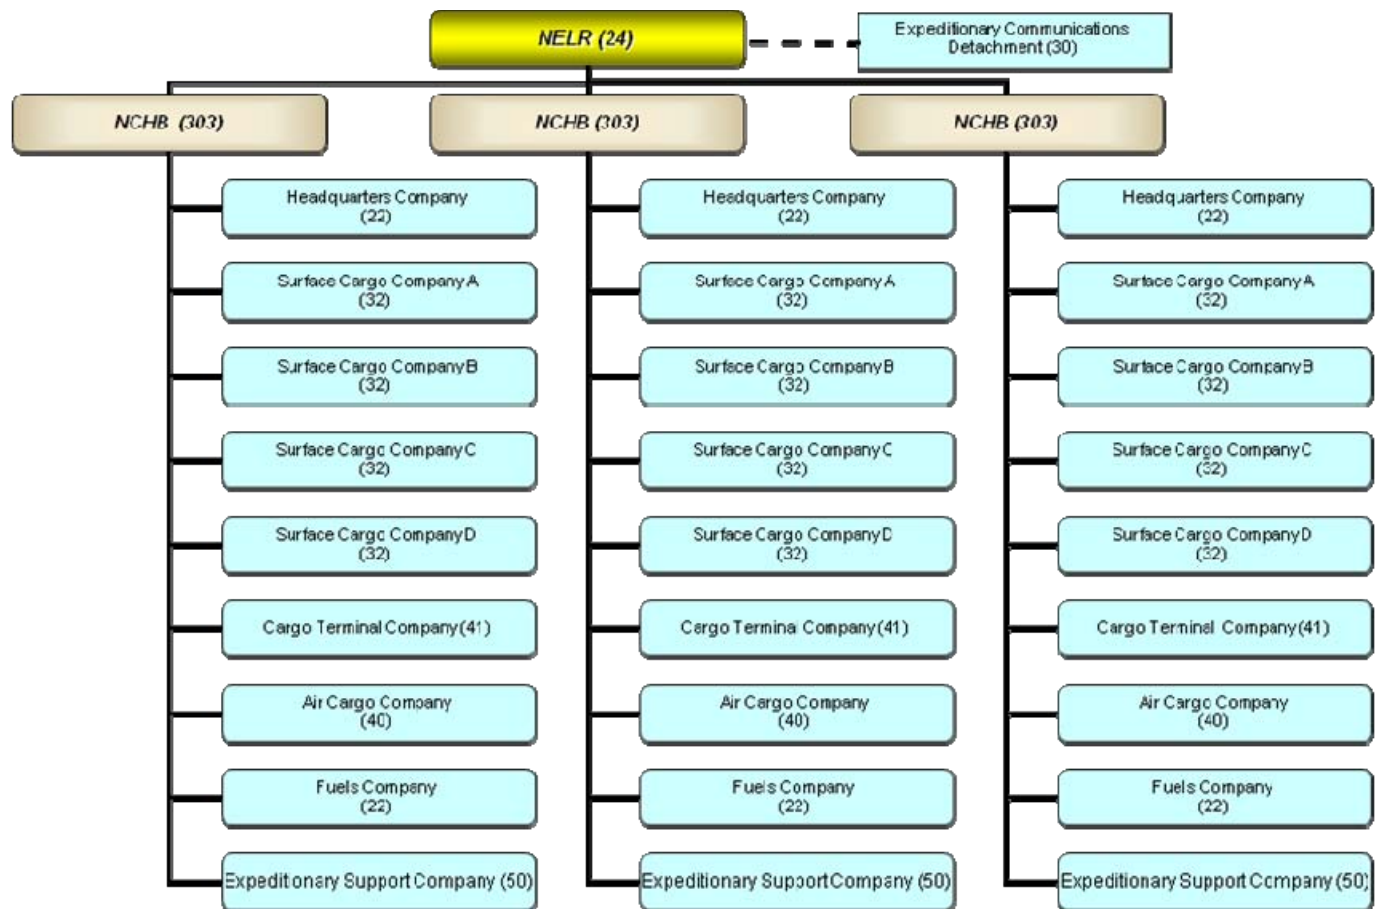 NELR (24)
Expeditionary Communications
Detachment (30)
NCHB (303)
NCHB (303)
NCHB (303)
Headquarters Company
(22)
Surface Cargo Company A
(32)
Surface Cargo Company B
(32)
Surface Cargo Company C
(32)
Surface Cargo Company D
(32)
Cargo Terminal Company (41)
Air Cargo Company
(40)
Fuels Company
(22)
Expeditionary Support Company (50)
Headquarters Company
(22)
Surface Cargo Company A
(32)
Surface Cargo Company B
(32)
Surface Cargo Company C
(32)
Surface Cargo Company D
(32)
Cargo Terminal Company (41)
Air Cargo Company
(40)
Fuels Company
(22)
Expeditionary Support Company (50)
Headquarters Company
(22)
Surface Cargo Company A
(32)
Surface Cargo Company B
(32)
Surface Cargo Company C
(32)
Surface Cargo Company D
(32)
Cargo Terminal Company (41)
Air Cargo Company
(40)
Fuels Company
(22)
Expeditionary Support Company (50)